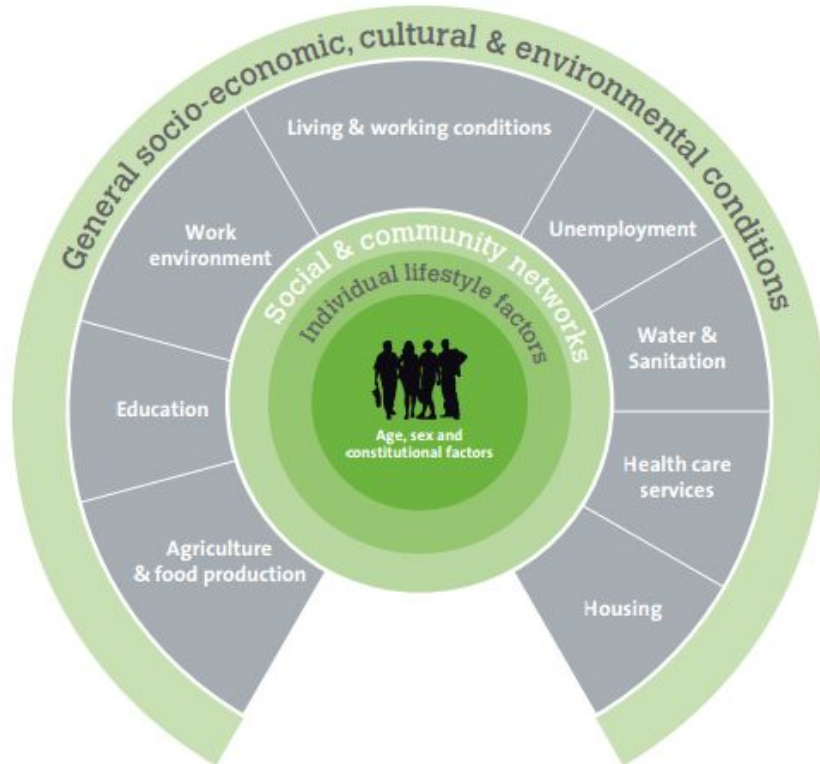 General socio-economic, cultural & environmental conditions
Living & working conditions
Work
environment
Unemployment
Social & community networks
Individual lifestyle factors
Water &
Sanitation
Education
Age, sex and
constitutional factors
Health care
services
Agriculture
& food production
Housing